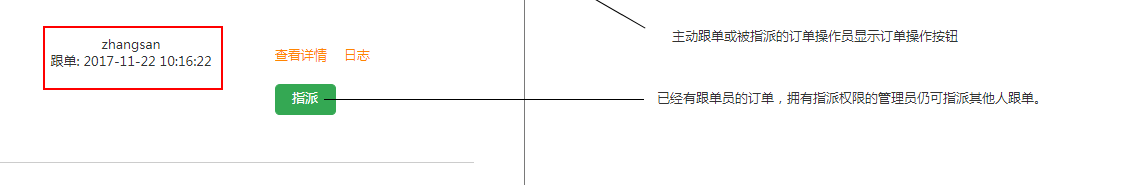 zhangsan
跟单: 2017-11-22 10:16:22
查看详情 日志
指派
主动跟单或被指派的订单操作员显示订单操作按钮
已经有跟单员的订单，拥有指派权限的管理员仍可指派其他人跟单。